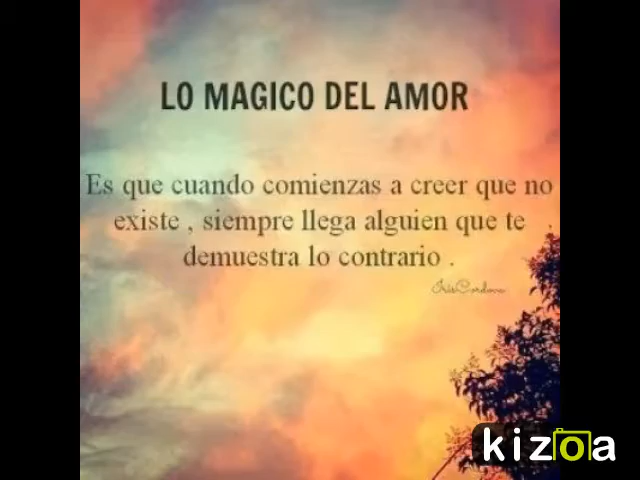 LO MAGICO DEL AMOR
Es que cuando comienzas a creer que no
existe , siempre llega alguien que te
demuestra lo contrario .
IrisCordova
kizoa